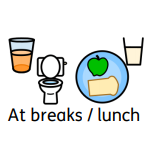 At breaks / lunch